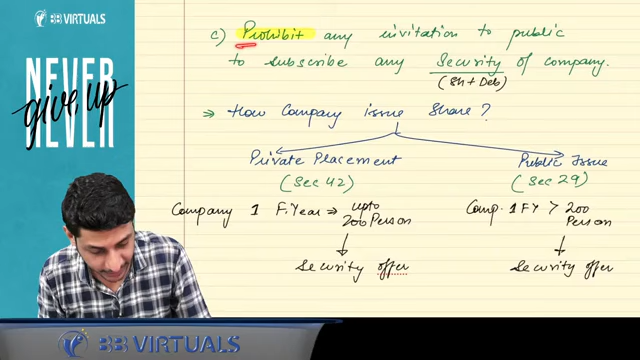 BB VIRTUALS
NEVER
give up
NEVER
c) Prohibit any invitation to public
to subscribe any Security of company.
(Sh + Deb)
⇒ How Company issue Share?
Private Placement
(Sec 42)
Company 1 F.Year ⇒ upto
200 Person
Security offer
Public Issue
(Sec 29)
Comp. 1 FY > 200
Person
Security offer
BB VIRTUALS